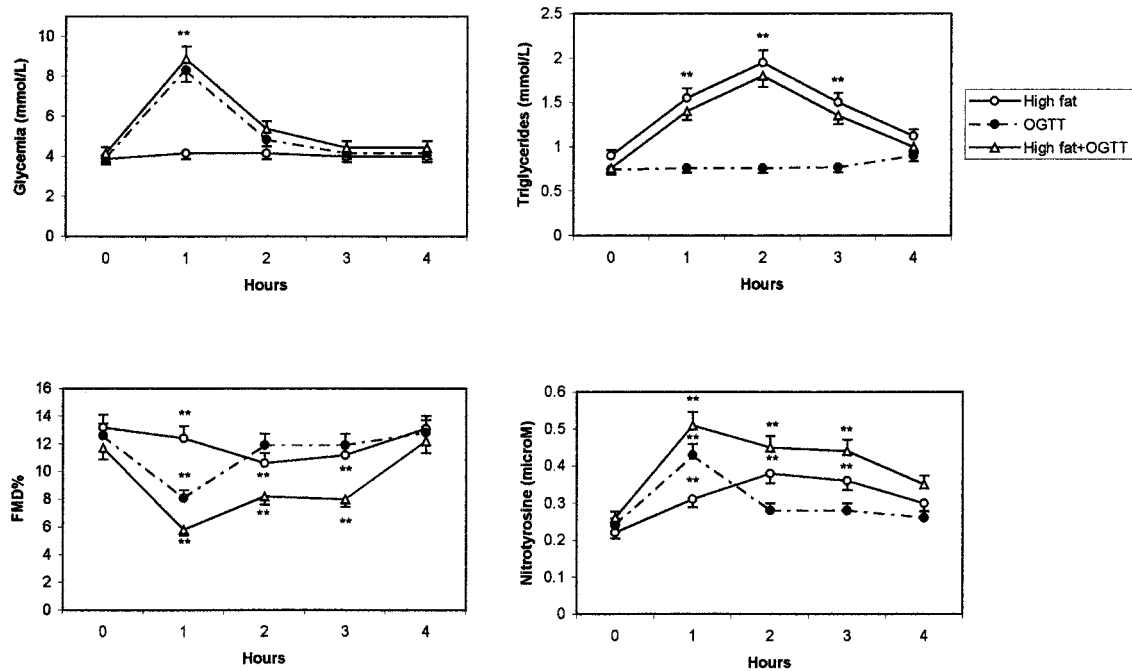 Glycemia (mmol/L)
10
8
6
4
2
0
**
0 1 2 3 4
Hours
Triglycerides (mmol/L)
2.5
2
1.5
1
0.5
0
** ** **
0 1 2 3 4
Hours
High fat
OGTT
High fat+OGTT
FMD%
16
14
12
10
8
6
4
2
0
**
** ** **
** **
**
0 1 2 3 4
Hours
Nitrotyrosine (microM)
0.6
0.5
0.4
0.3
0.2
0.1
0
**
** **
**
** **
**
0 1 2 3 4
Hours